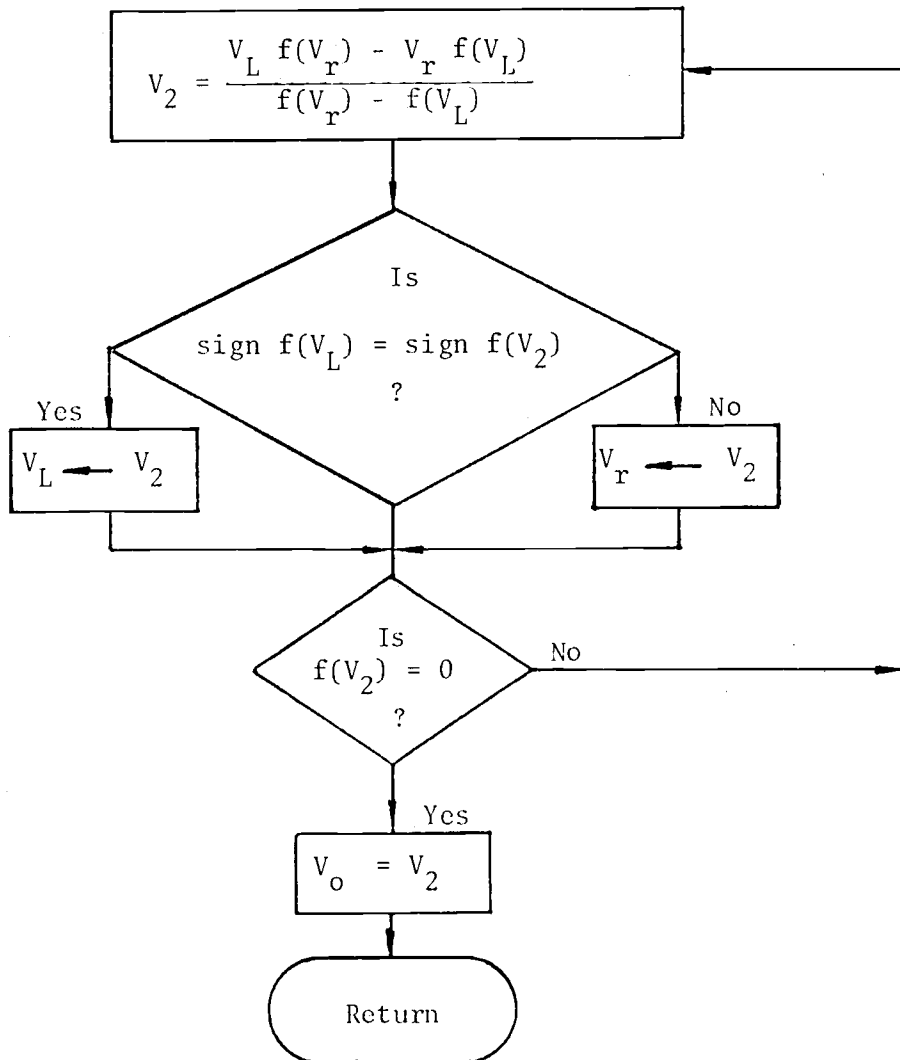 V_2 = (V_L f(V_r) - V_r f(V_L)) / (f(V_r) - f(V_L))
Is
sign f(V_L) = sign f(V_2)
?
Yes
No
V_L ← V_2
V_r ← V_2
Is
f(V_2) = 0
?
No
Yes
V_o = V_2
Return